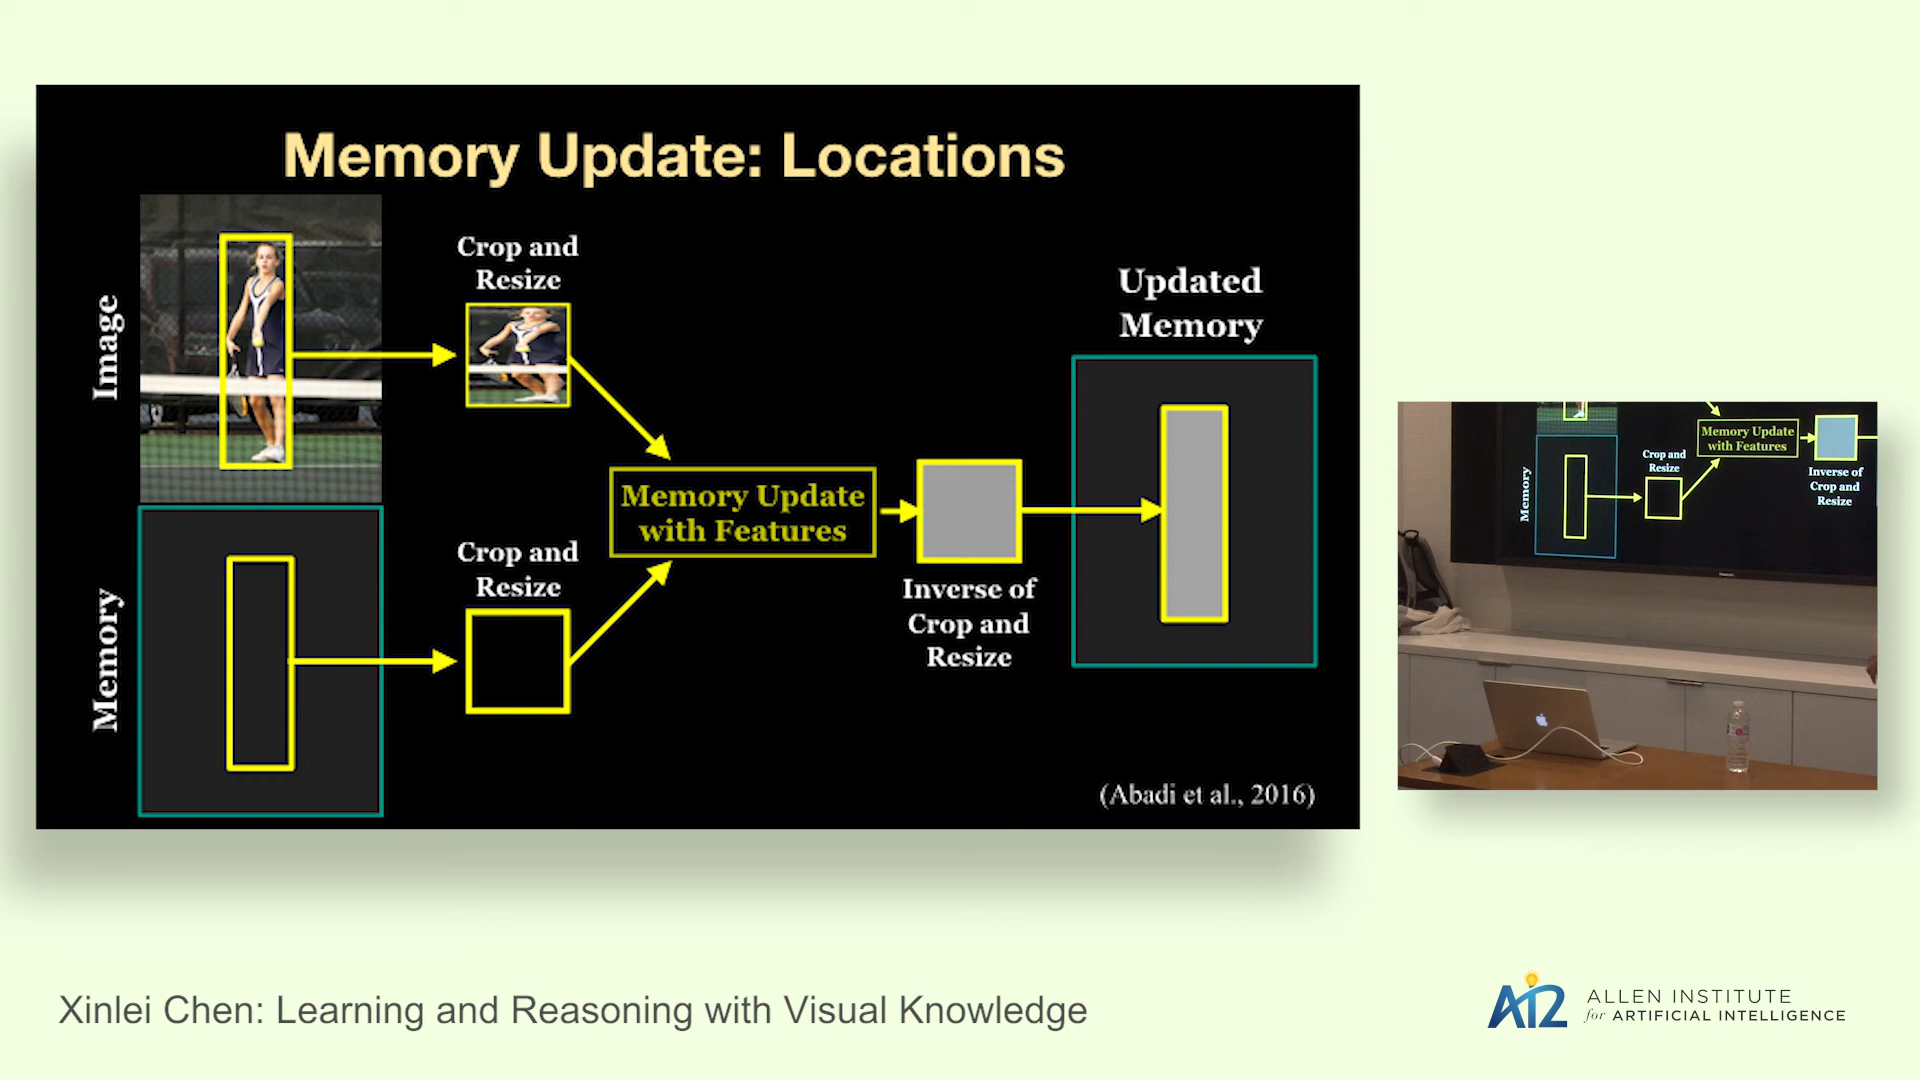 Memory Update: Locations
Image
Crop and
Resize
Updated
Memory
Memory Update
with Features
Memory
Crop and
Resize
Inverse of
Crop and
Resize
(Abadi et al., 2016)
Memory Update
with Features
Crop and
Resize
Memory
Inverse of
Crop and
Resize
Xinlei Chen: Learning and Reasoning with Visual Knowledge
AI2
ALLEN INSTITUTE
for ARTIFICIAL INTELLIGENCE